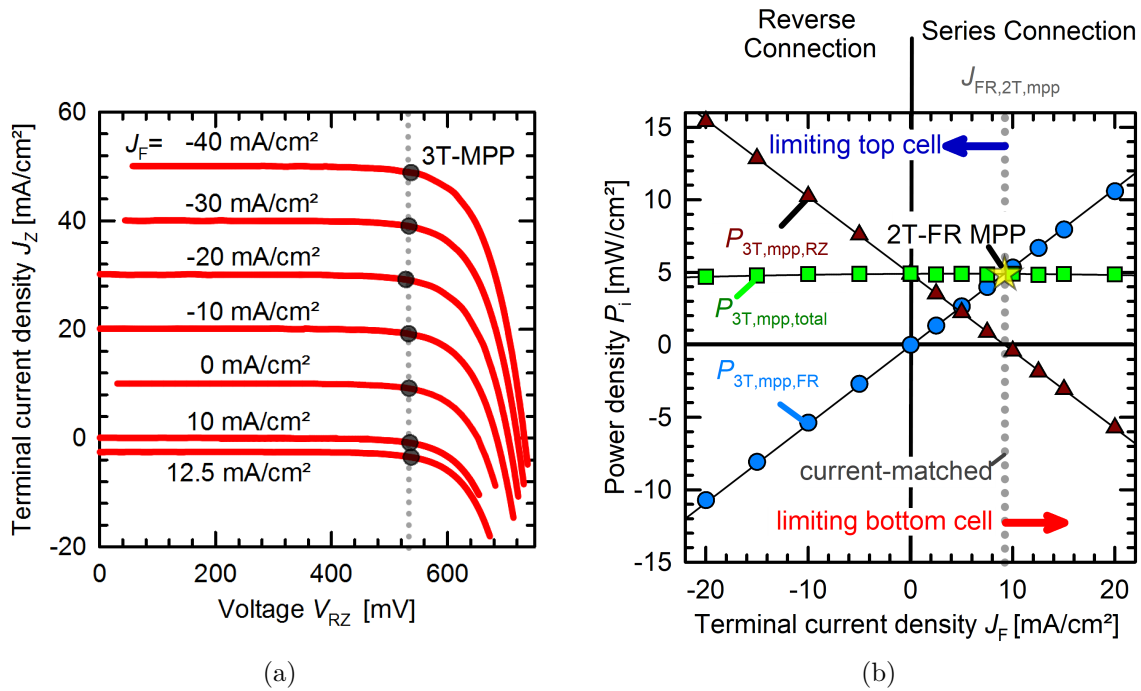 60
40
20
0
-20
0
200
400
600
Terminal current density J_Z [mA/cm²]
Voltage V_RZ [mV]
J_F= -40 mA/cm²
3T-MPP
-30 mA/cm²
-20 mA/cm²
-10 mA/cm²
0 mA/cm²
10 mA/cm²
12.5 mA/cm²
(a)
Reverse
Connection
Series Connection
J_FR,2T,mpp
15
10
5
0
-5
-10
-15
-20
-10
0
10
20
Power density P_i [mW/cm²]
Terminal current density J_F [mA/cm²]
limiting top cell
P_3T,mpp,RZ
2T-FR MPP
P_3T,mpp,total
P_3T,mpp,FR
current-matched
limiting bottom cell
(b)